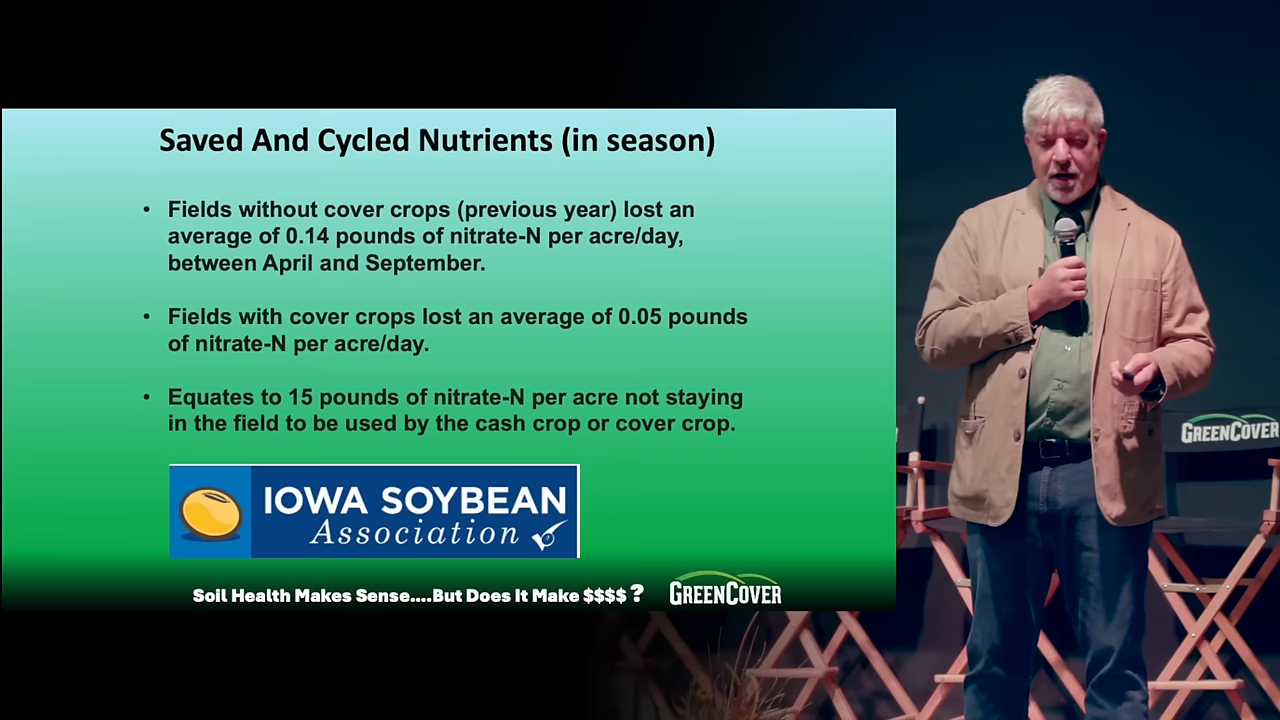 Saved And Cycled Nutrients (in season)
• Fields without cover crops (previous year) lost an
average of 0.14 pounds of nitrate-N per acre/day,
between April and September.
• Fields with cover crops lost an average of 0.05 pounds
of nitrate-N per acre/day.
• Equates to 15 pounds of nitrate-N per acre not staying
in the field to be used by the cash crop or cover crop.
IOWA SOYBEAN
Association
Soil Health Makes Sense....But Does It Make $$$$ ?
GREENCOVER
GREENCOVER